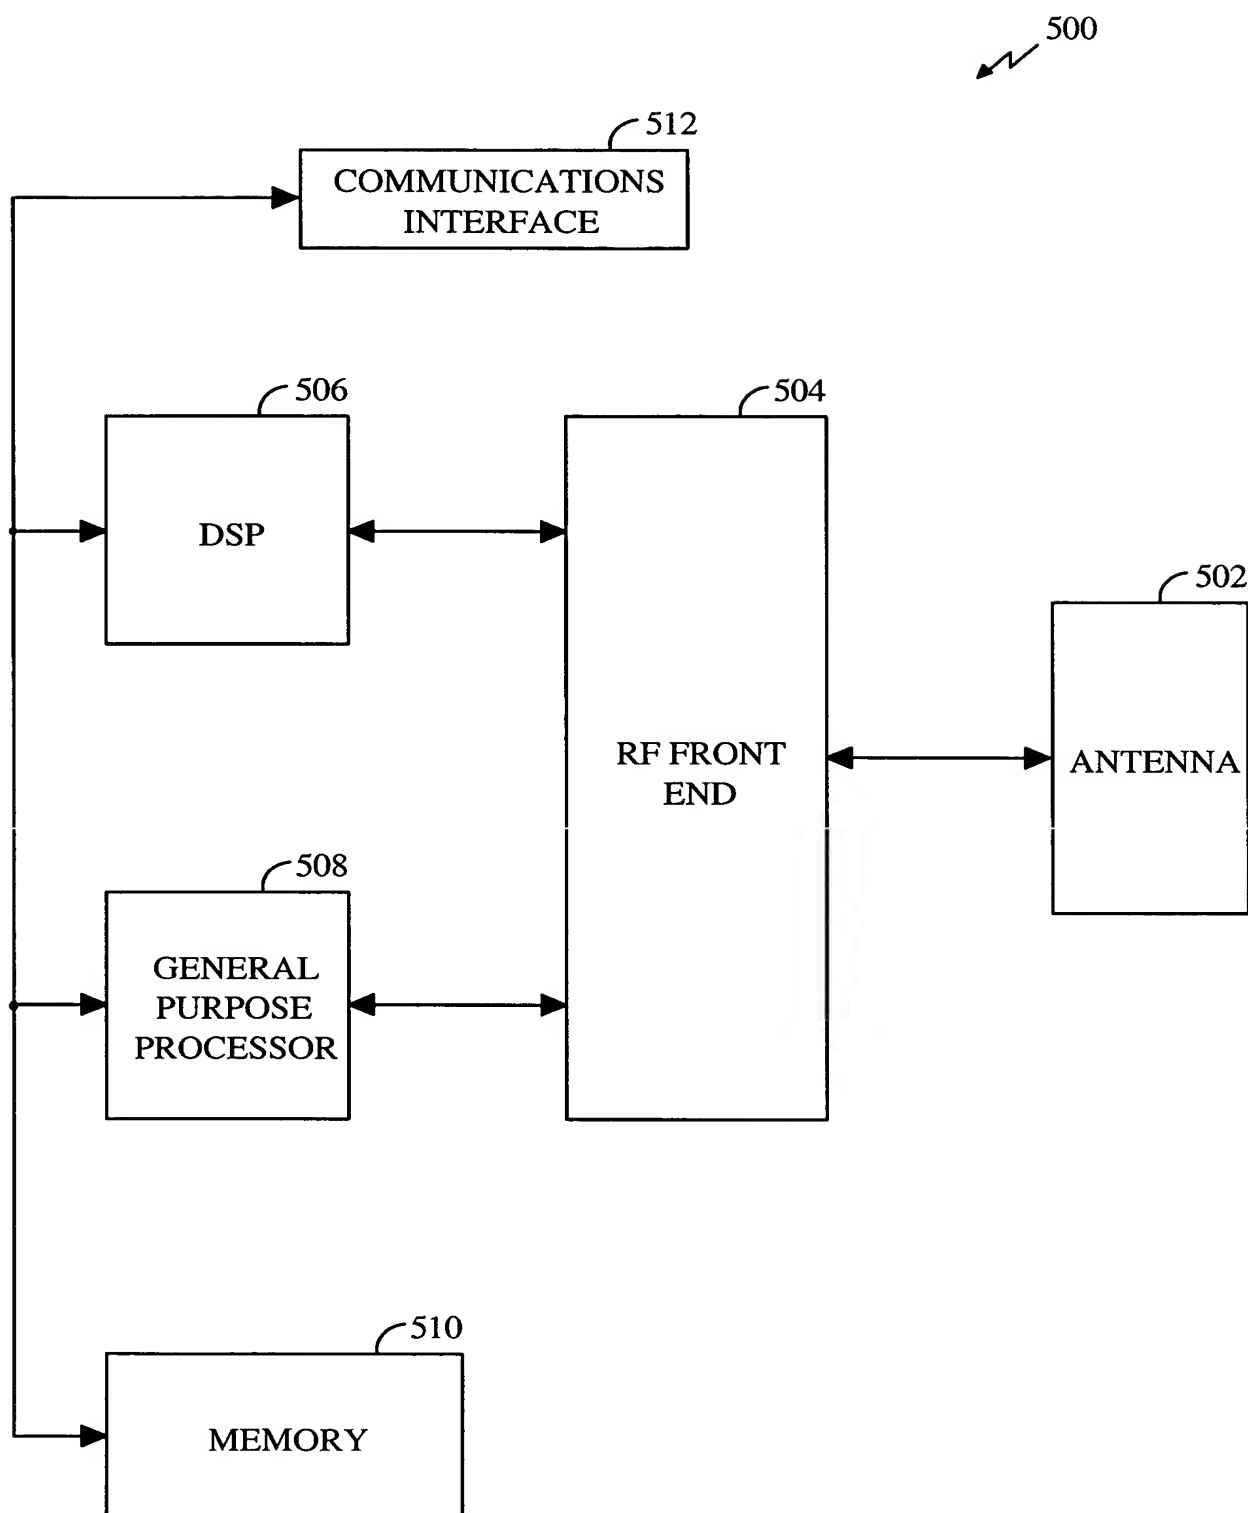 500
512
COMMUNICATIONS
INTERFACE
506
504
DSP
502
RF FRONT
END
ANTENNA
508
GENERAL
PURPOSE
PROCESSOR
510
MEMORY